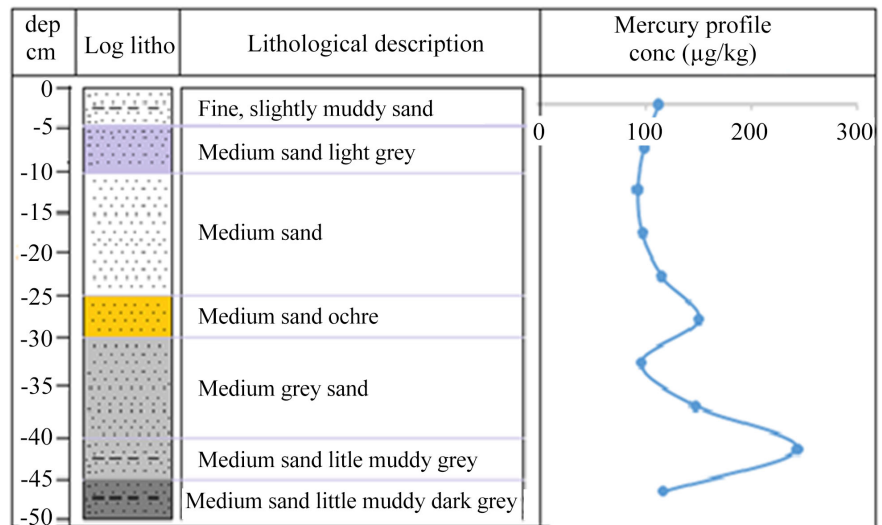 dep
cm
Log litho
Lithological description
Mercury profile
conc (µg/kg)
0
-5
-10
-15
-20
-25
-30
-35
-40
-45
-50
Fine, slightly muddy sand
Medium sand light grey
Medium sand
Medium sand ochre
Medium grey sand
Medium sand litle muddy grey
Medium sand little muddy dark grey
0
100
200
300